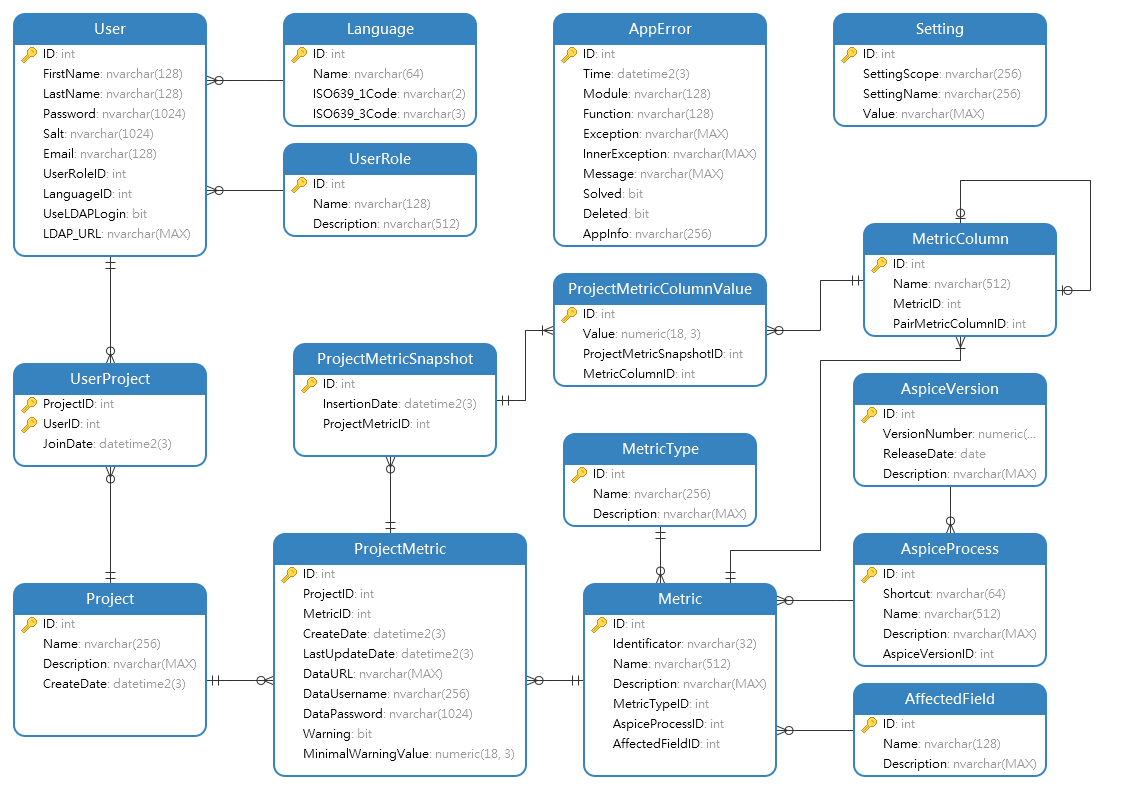 User
ID: int
FirstName: nvarchar(128)
LastName: nvarchar(128)
Password: nvarchar(1024)
Salt: nvarchar(1024)
Email: nvarchar(128)
UserRoleID: int
LanguageID: int
UseLDAPLogin: bit
LDAP_URL: nvarchar(MAX)
Language
ID: int
Name: nvarchar(64)
ISO639_1Code: nvarchar(2)
ISO639_3Code: nvarchar(3)
UserRole
ID: int
Name: nvarchar(128)
Description: nvarchar(512)
AppError
ID: int
Time: datetime2(3)
Module: nvarchar(128)
Function: nvarchar(128)
Exception: nvarchar(MAX)
InnerException: nvarchar(MAX)
Message: nvarchar(MAX)
Solved: bit
Deleted: bit
AppInfo: nvarchar(256)
Setting
ID: int
SettingScope: nvarchar(256)
SettingName: nvarchar(256)
Value: nvarchar(MAX)
MetricColumn
ID: int
Name: nvarchar(512)
MetricID: int
PairMetricColumnID: int
ProjectMetricColumnValue
ID: int
Value: numeric(18, 3)
ProjectMetricSnapshotID: int
MetricColumnID: int
ProjectMetricSnapshot
ID: int
InsertionDate: datetime2(3)
ProjectMetricID: int
UserProject
ProjectID: int
UserID: int
JoinDate: datetime2(3)
AspiceVersion
ID: int
VersionNumber: numeric(...
ReleaseDate: date
Description: nvarchar(MAX)
MetricType
ID: int
Name: nvarchar(256)
Description: nvarchar(MAX)
ProjectMetric
ID: int
ProjectID: int
MetricID: int
CreateDate: datetime2(3)
LastUpdateDate: datetime2(3)
DataURL: nvarchar(MAX)
DataUsername: nvarchar(256)
DataPassword: nvarchar(1024)
Warning: bit
MinimalWarningValue: numeric(18, 3)
AspiceProcess
ID: int
Shortcut: nvarchar(64)
Name: nvarchar(512)
Description: nvarchar(MAX)
AspiceVersionID: int
Project
ID: int
Name: nvarchar(256)
Description: nvarchar(MAX)
CreateDate: datetime2(3)
Metric
ID: int
Identificator: nvarchar(32)
Name: nvarchar(512)
Description: nvarchar(MAX)
MetricTypeID: int
AspiceProcessID: int
AffectedFieldID: int
AffectedField
ID: int
Name: nvarchar(128)
Description: nvarchar(MAX)